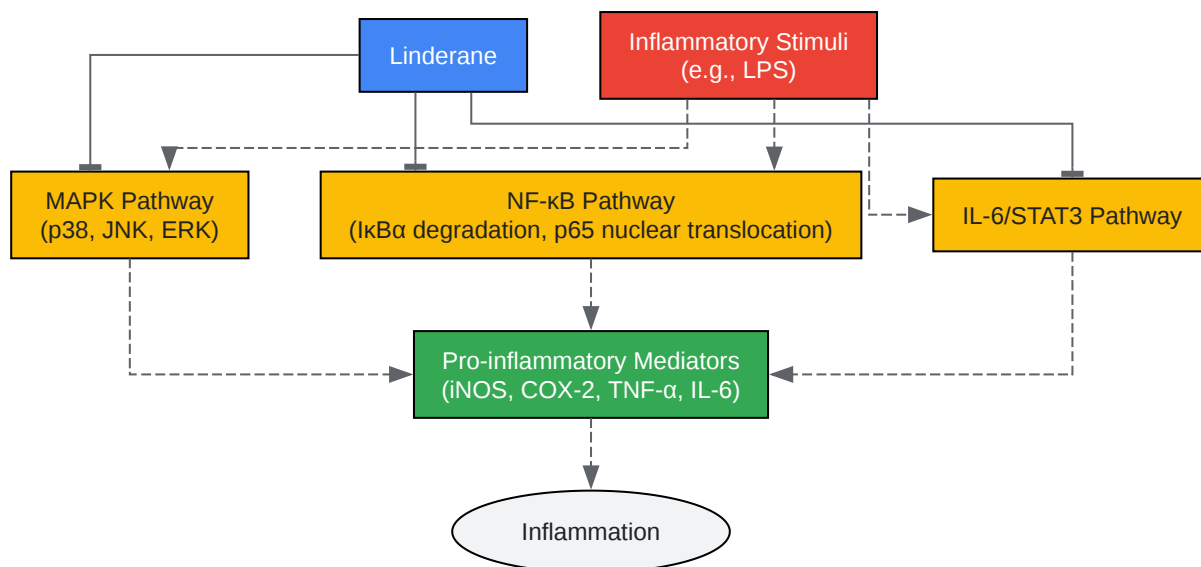 Linderane
Inflammatory Stimuli
(e.g., LPS)
MAPK Pathway
(p38, JNK, ERK)
NF-κB Pathway
(IκBα degradation, p65 nuclear translocation)
IL-6/STAT3 Pathway
Pro-inflammatory Mediators
(iNOS, COX-2, TNF-α, IL-6)
Inflammation